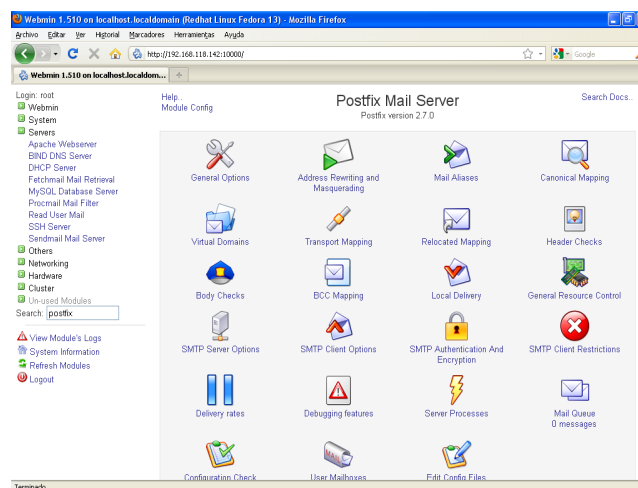 Webmin 1.510 on localhost.localdomain (Redhat Linux Fedora 13) - Mozilla Firefox
Archivo Editar Ver Historial Marcadores Herramientas Ayuda
http://192.168.118.142:10000/
Google
Webmin 1.510 on localhost.localdom...
Login: root
Webmin
System
Servers
Apache Webserver
BIND DNS Server
DHCP Server
Fetchmail Mail Retrieval
MySQL Database Server
Procmail Mail Filter
Read User Mail
SSH Server
Sendmail Mail Server
Others
Networking
Hardware
Cluster
Un-used Modules
Search: postfix
View Module's Logs
System Information
Refresh Modules
Logout
Help..
Module Config
Postfix Mail Server
Postfix version 2.7.0
Search Docs..
General Options
Address Rewriting and
Masquerading
Mail Aliases
Canonical Mapping
Virtual Domains
Transport Mapping
Relocated Mapping
Header Checks
Body Checks
BCC Mapping
Local Delivery
General Resource Control
SMTP Server Options
SMTP Client Options
SMTP Authentication And
Encryption
SMTP Client Restrictions
Delivery rates
Debugging features
Server Processes
Mail Queue
0 messages
Configuration Check
User Mailboxes
Edit Config Files
Terminado